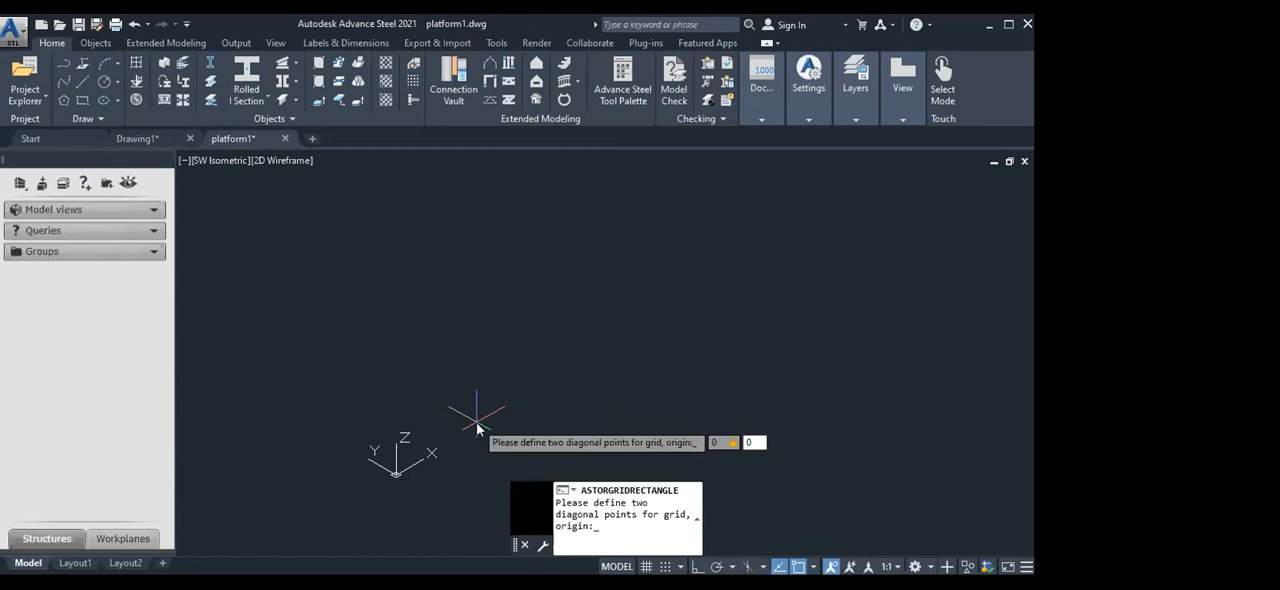 STL
Autodesk Advance Steel 2021 platform1.dwg
Type a keyword or phrase
Sign In
Home Objects Extended Modeling Output View Labels & Dimensions Export & Import Tools Render Collaborate Plug-ins Featured Apps
Project
Explorer
Rolled
I Section
Connection
Vault
Advance Steel
Tool Palette
Model
Check
1000
Doc...
Settings
Layers
View
Select
Mode
Project Draw Objects Extended Modeling Checking Touch
Start Drawing1* platform1*
[−][SW Isometric][2D Wireframe]
Model views
? Queries
Groups
Please define two diagonal points for grid, origin:_ 0 0
Z
Y X
ASTORGRIDRECTANGLE
Please define two
diagonal points for grid,
origin:_
Structures Workplanes
Model Layout1 Layout2 +
MODEL 1:1